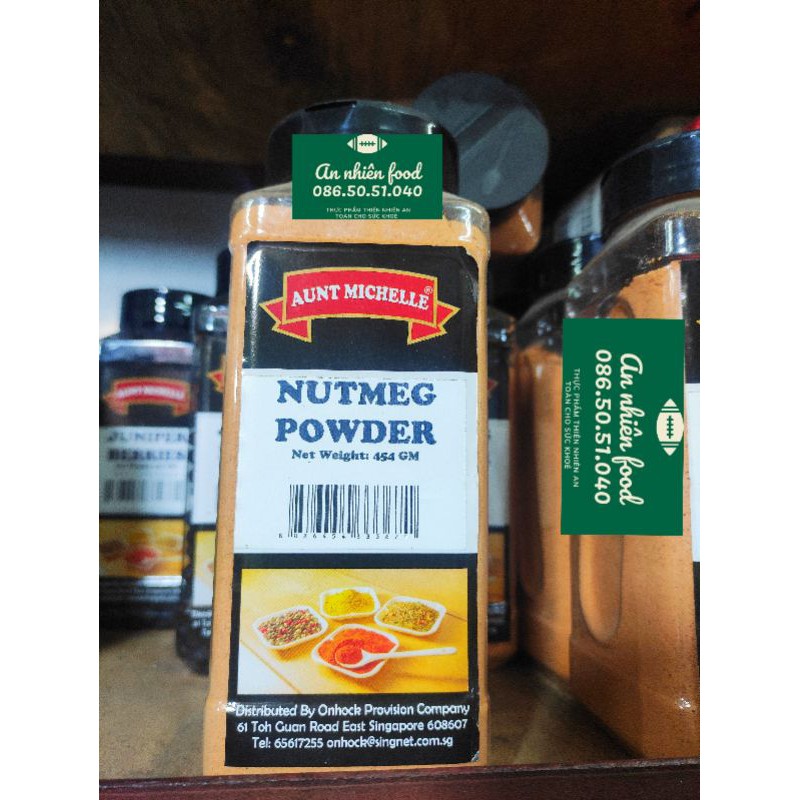 An nhiên food
086.50.51.040
THỰC PHẨM THIÊN NHIÊN AN
TOÀN CHO SỨC KHOẺ
AUNT MICHELLE®
NUTMEG
POWDER
Net Weight: 454 GM
Distributed By Onhock Provision Company
61 Toh Guan Road East Singapore 608607
Tel: 65617255 onhock@singnet.com.sg
AUNT MICHELLE
JUNIPER
BERRIES
An nhiên food
086.50.51.040
THỰC PHẨM THIÊN NHIÊN AN
TOÀN CHO SỨC KHOẺ